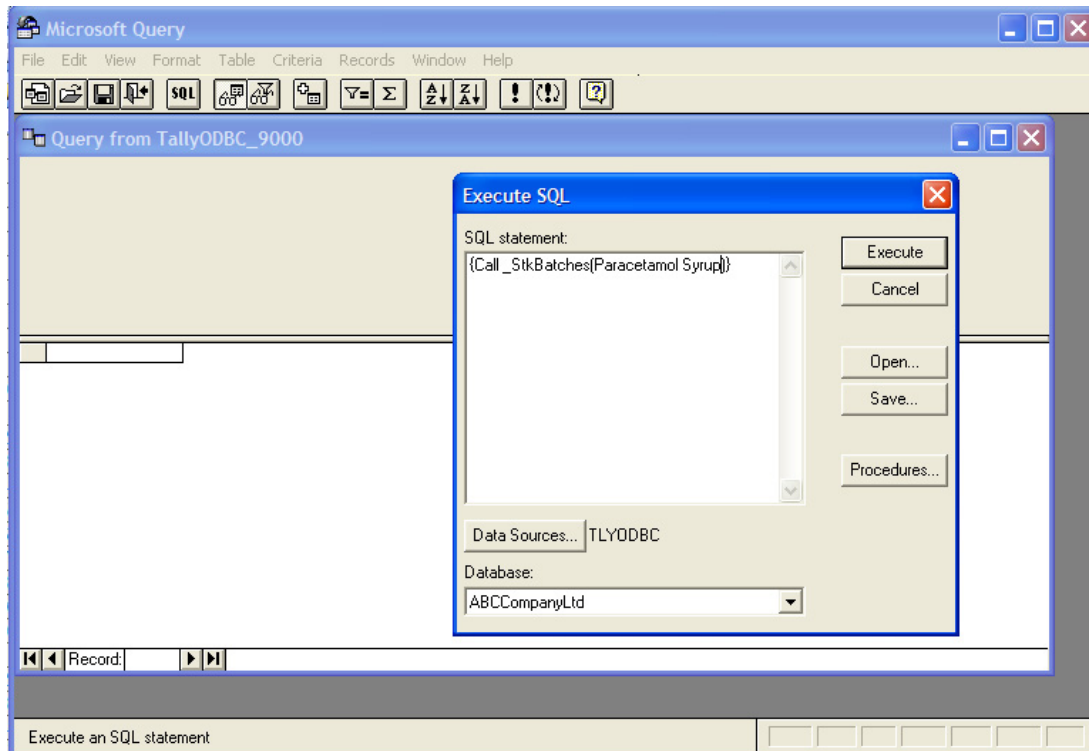 Microsoft Query
File Edit View Format Table Criteria Records Window Help
SQL
Query from TallyODBC_9000
Execute SQL
SQL statement:
{Call _StkBatches(Paracetamol Syrup)}
Execute
Cancel
Open...
Save...
Procedures...
Data Sources... TLYODBC
Database:
ABCCompanyLtd
Record:
Execute an SQL statement